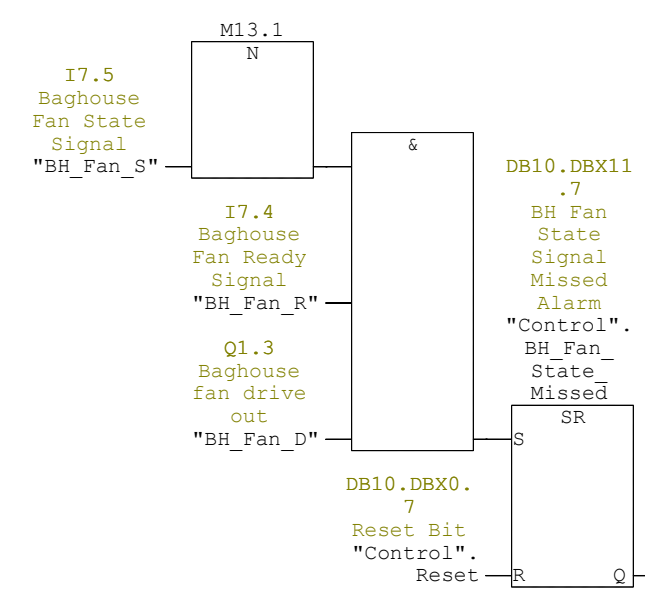 M13.1
N
I7.5
Baghouse
Fan State
Signal
"BH_Fan_S"
&
I7.4
Baghouse
Fan Ready
Signal
"BH_Fan_R"
Q1.3
Baghouse
fan drive
out
"BH_Fan_D"
DB10.DBX11
.7
BH Fan
State
Signal
Missed
Alarm
"Control".
BH_Fan_
State_
Missed
SR
S
DB10.DBX0.
7
Reset Bit
"Control".
Reset
R
Q